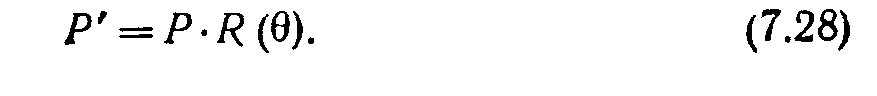 P′ = P · R (θ). (7.28)